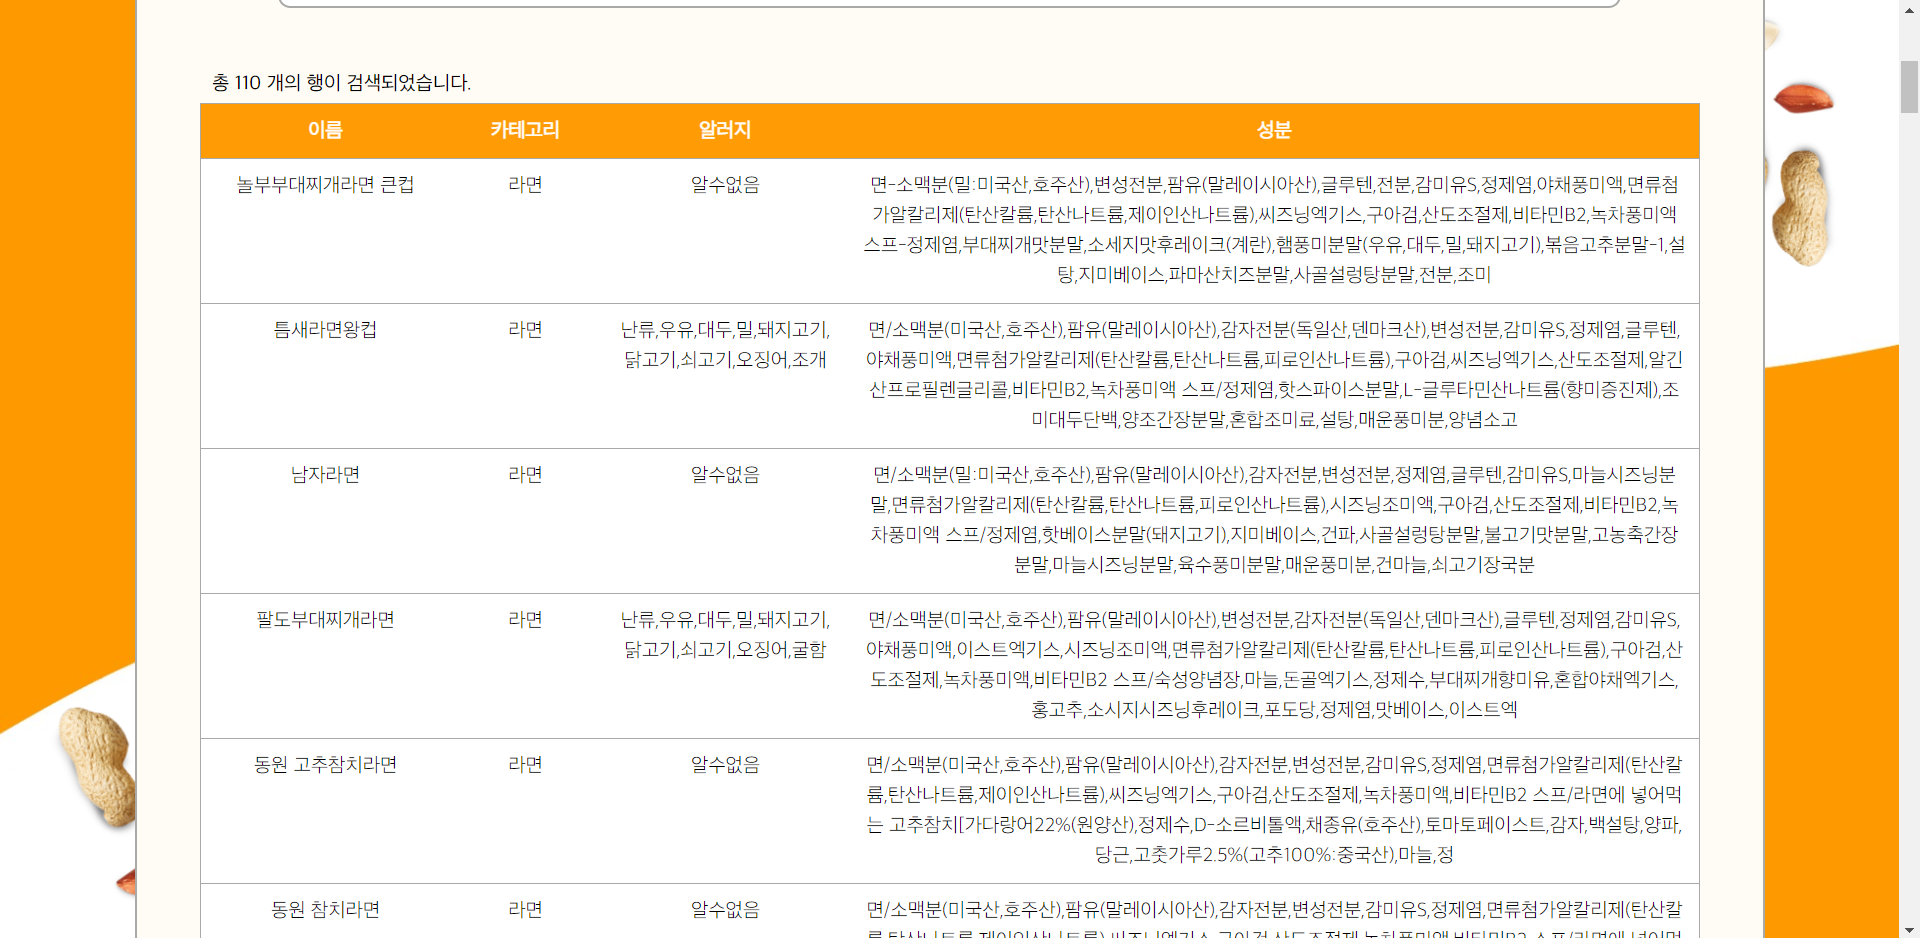 총 110 개의 행이 검색되었습니다.
이름 카테고리 알러지 성분
놀부부대찌개라면 큰컵 라면 알수없음 면-소맥분(밀:미국산,호주산),변성전분,팜유(말레이시아산),글루텐,전분,감미유S,정제염,야채풍미액,면류첨
가알칼리제(탄산칼륨,탄산나트륨,제이인산나트륨),씨즈닝엑기스,구아검,산도조절제,비타민B2,녹차풍미액
스프-정제염,부대찌개맛분말,소세지맛후레이크(계란),햄풍미분말(우유,대두,밀,돼지고기),볶음고추분말-1,설
탕,지미베이스,파마산치즈분말,사골설렁탕분말,전분,조미
틈새라면왕컵 라면 난류,우유,대두,밀,돼지고기, 면/소맥분(미국산,호주산),팜유(말레이시아산),감자전분(독일산,덴마크산),변성전분,감미유S,정제염,글루텐,
닭고기,쇠고기,오징어,조개 야채풍미액,면류첨가알칼리제(탄산칼륨,탄산나트륨,피로인산나트륨),구아검,씨즈닝엑기스,산도조절제,알긴
산프로필렌글리콜,비타민B2,녹차풍미액 스프/정제염,핫스파이스분말,L-글루타민산나트륨(향미증진제),조
미대두단백,양조간장분말,혼합조미료,설탕,매운풍미분,양념소고
남자라면 라면 알수없음 면/소맥분(밀:미국산,호주산),팜유(말레이시아산),감자전분,변성전분,정제염,글루텐,감미유S,마늘시즈닝분
말,면류첨가알칼리제(탄산칼륨,탄산나트륨,피로인산나트륨),시즈닝조미액,구아검,산도조절제,비타민B2,녹
차풍미액 스프/정제염,핫베이스분말(돼지고기),지미베이스,건파,사골설렁탕분말,불고기맛분말,고농축간장
분말,마늘시즈닝분말,육수풍미분말,매운풍미분,건마늘,쇠고기장국분
팔도부대찌개라면 라면 난류,우유,대두,밀,돼지고기, 면/소맥분(미국산,호주산),팜유(말레이시아산),변성전분,감자전분(독일산,덴마크산),글루텐,정제염,감미유S,
닭고기,쇠고기,오징어,굴함 야채풍미액,이스트엑기스,시즈닝조미액,면류첨가알칼리제(탄산칼륨,탄산나트륨,피로인산나트륨),구아검,산
도조절제,녹차풍미액,비타민B2 스프/숙성양념장,마늘,돈골엑기스,정제수,부대찌개향미유,혼합야채엑기스,
홍고추,소시지시즈닝후레이크,포도당,정제염,맛베이스,이스트엑
동원 고추참치라면 라면 알수없음 면/소맥분(미국산,호주산),팜유(말레이시아산),감자전분,변성전분,감미유S,정제염,면류첨가알칼리제(탄산칼
륨,탄산나트륨,제이인산나트륨),씨즈닝엑기스,구아검,산도조절제,녹차풍미액,비타민B2 스프/라면에 넣어먹
는 고추참치[가다랑어22%(원양산),정제수,D-소르비톨액,채종유(호주산),토마토페이스트,감자,백설탕,양파,
당근,고춧가루2.5%(고추100%:중국산),마늘,정
동원 참치라면 라면 알수없음 면/소맥분(미국산,호주산),팜유(말레이시아산),감자전분,변성전분,감미유S,정제염,면류첨가알칼리제(탄산칼